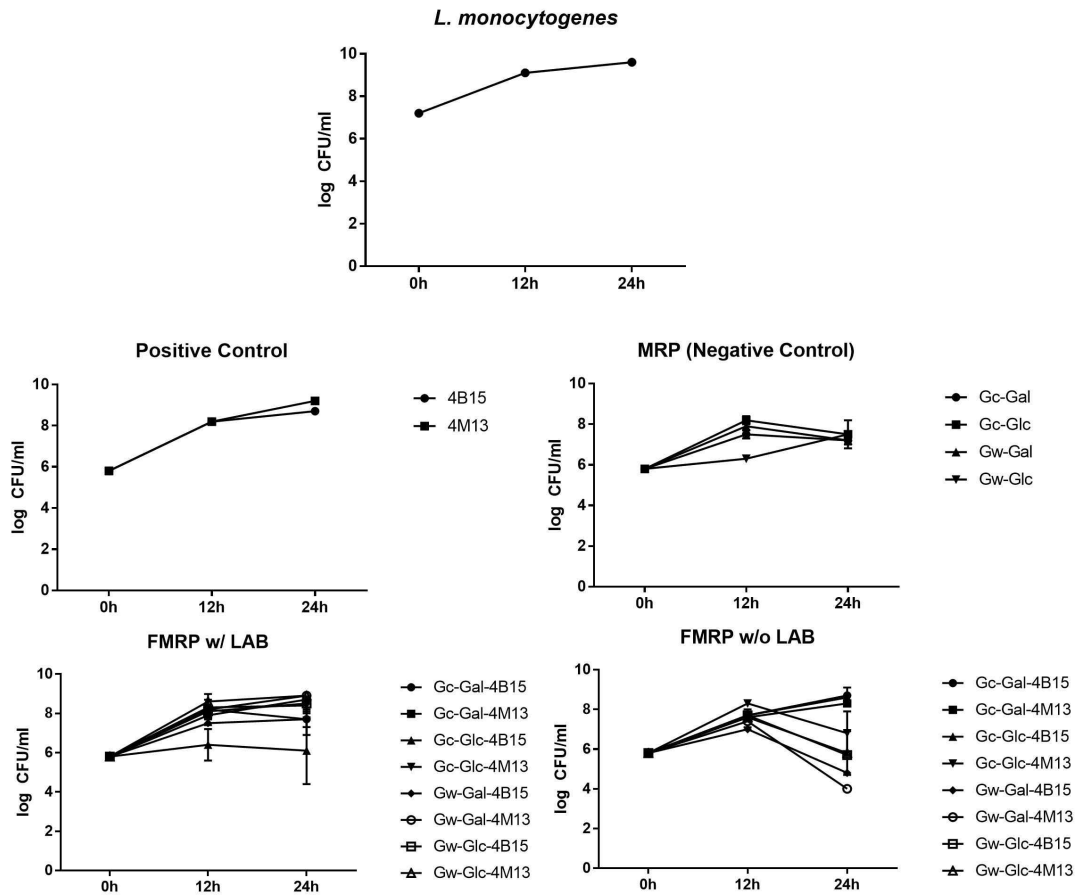 L. monocytogenes
log CFU/ml
10
8
6
4
2
0
0h 12h 24h
Positive Control
log CFU/ml
10
8
6
4
2
0
0h 12h 24h
4B15
4M13
MRP (Negative Control)
log CFU/ml
10
8
6
4
2
0
0h 12h 24h
Gc-Gal
Gc-Glc
Gw-Gal
Gw-Glc
FMRP w/ LAB
log CFU/ml
10
8
6
4
2
0
0h 12h 24h
Gc-Gal-4B15
Gc-Gal-4M13
Gc-Glc-4B15
Gc-Glc-4M13
Gw-Gal-4B15
Gw-Gal-4M13
Gw-Glc-4B15
Gw-Glc-4M13
FMRP w/o LAB
log CFU/ml
10
8
6
4
2
0
0h 12h 24h
Gc-Gal-4B15
Gc-Gal-4M13
Gc-Glc-4B15
Gc-Glc-4M13
Gw-Gal-4B15
Gw-Gal-4M13
Gw-Glc-4B15
Gw-Glc-4M13